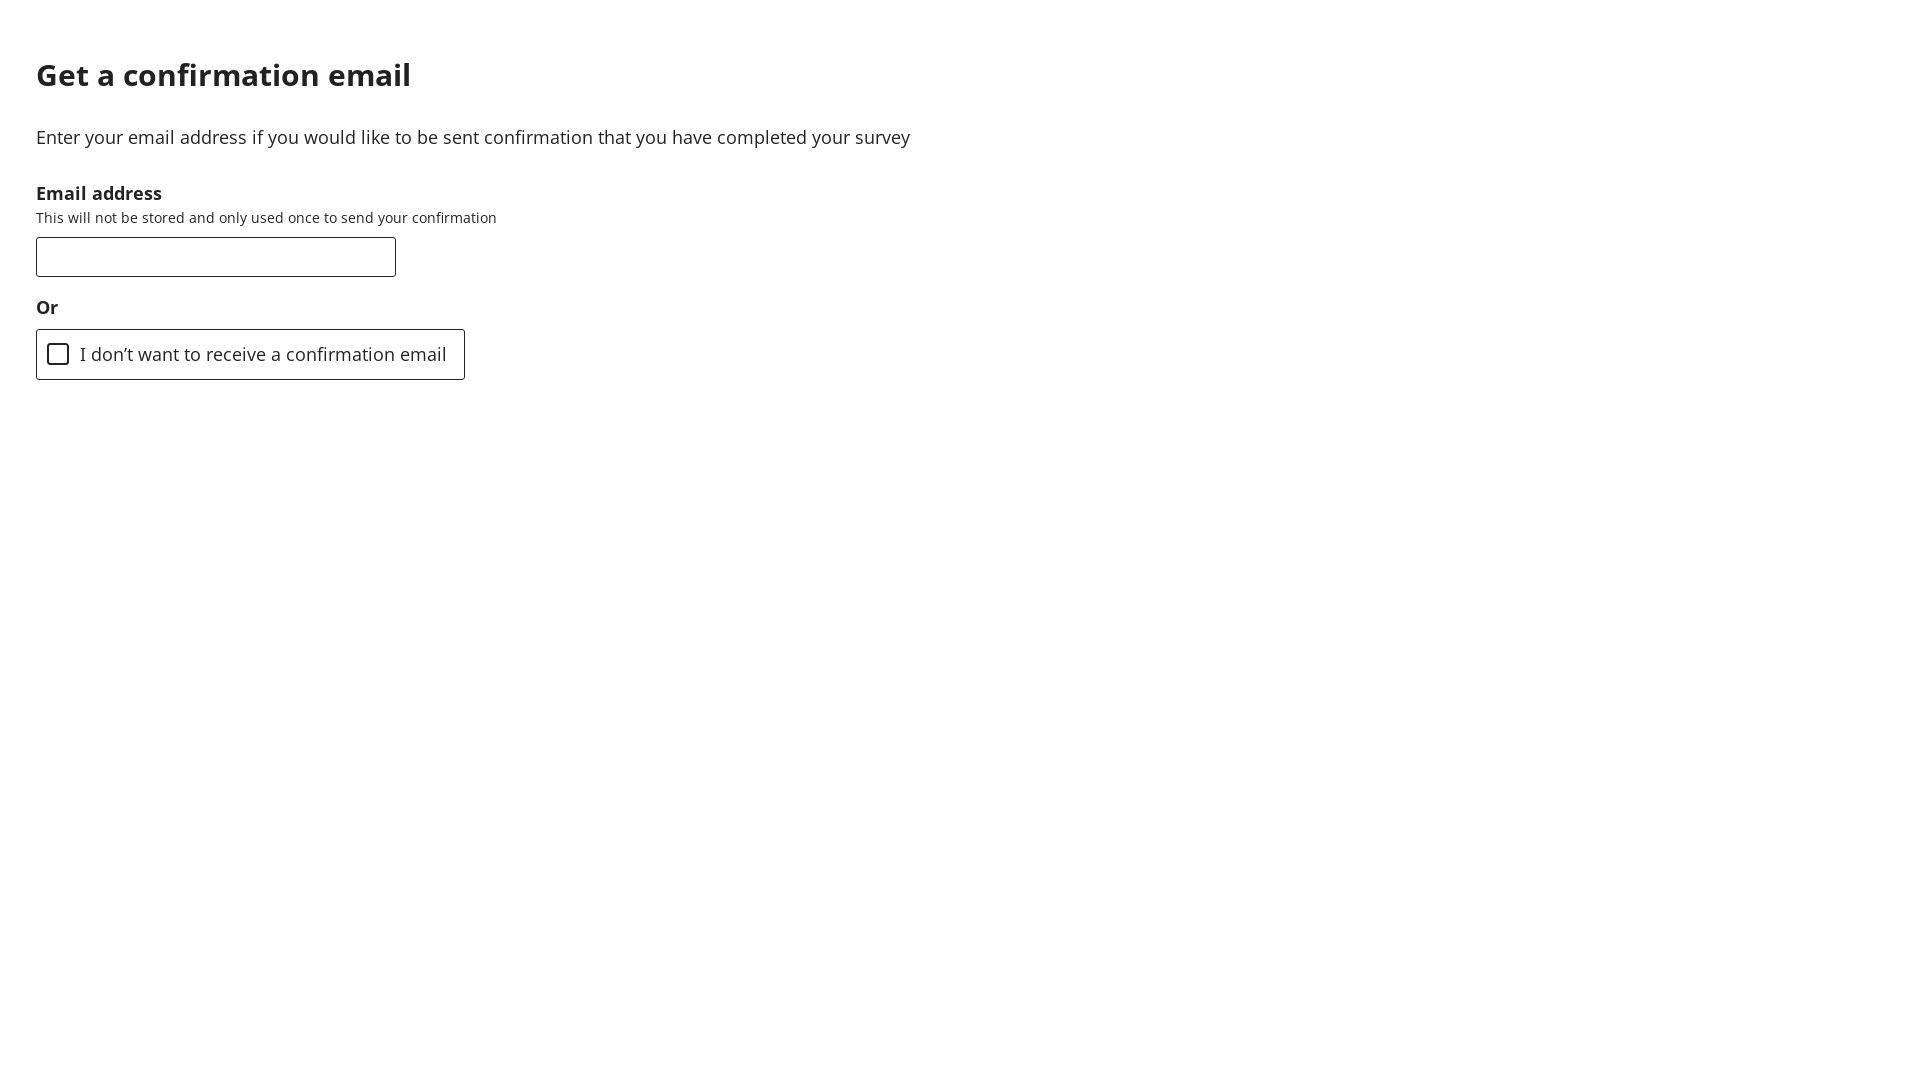 Get a confirmation email
Enter your email address if you would like to be sent confirmation that you have completed your survey
Email address
This will not be stored and only used once to send your confirmation
Or
I don’t want to receive a confirmation email